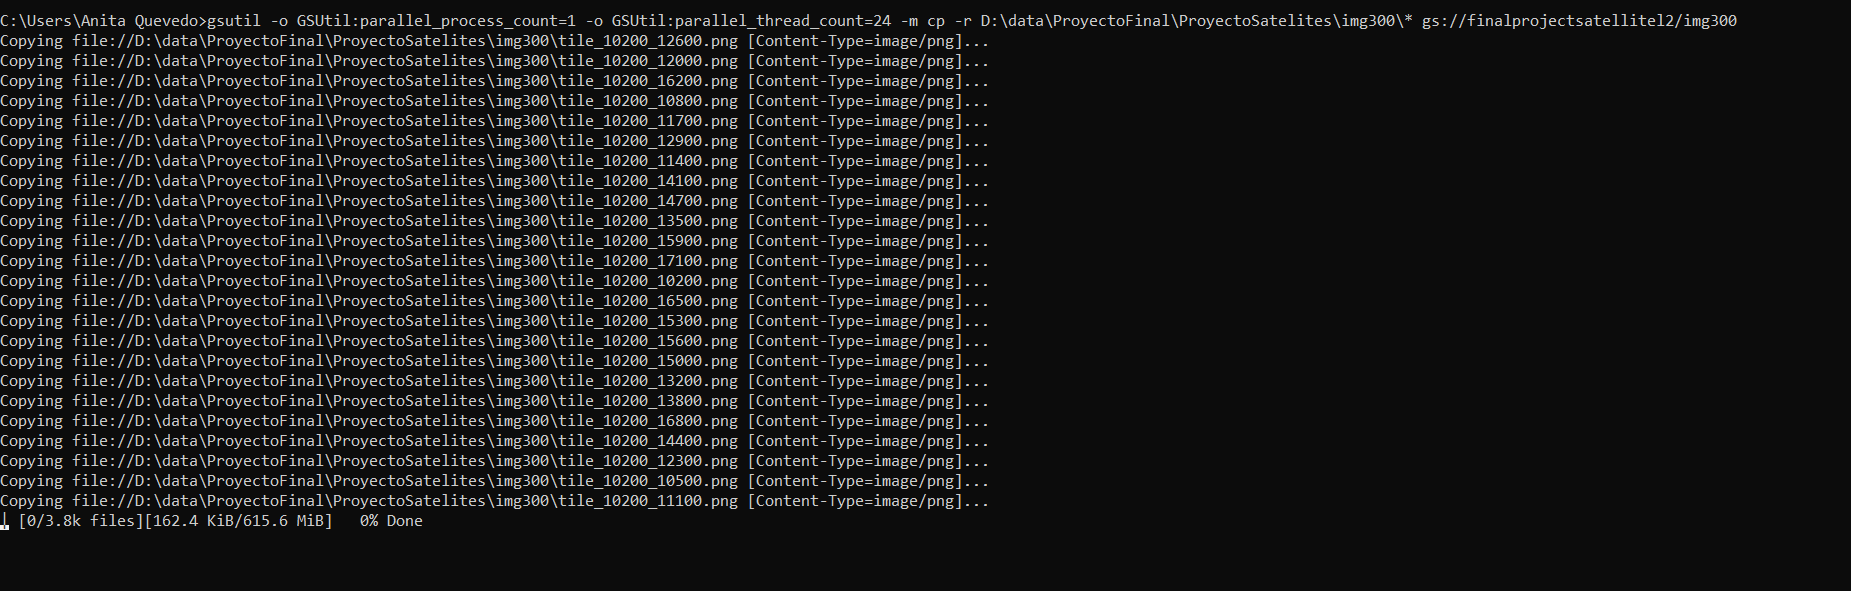 C:\Users\Anita Quevedo>gsutil -o GSUtil:parallel_process_count=1 -o GSUtil:parallel_thread_count=24 -m cp -r D:\data\ProyectoFinal\ProyectoSatelites\img300\* gs://finalprojectsatellitel2/img300
Copying file://D:\data\ProyectoFinal\ProyectoSatelites\img300\tile_10200_12600.png [Content-Type=image/png]...
Copying file://D:\data\ProyectoFinal\ProyectoSatelites\img300\tile_10200_12000.png [Content-Type=image/png]...
Copying file://D:\data\ProyectoFinal\ProyectoSatelites\img300\tile_10200_16200.png [Content-Type=image/png]...
Copying file://D:\data\ProyectoFinal\ProyectoSatelites\img300\tile_10200_10800.png [Content-Type=image/png]...
Copying file://D:\data\ProyectoFinal\ProyectoSatelites\img300\tile_10200_11700.png [Content-Type=image/png]...
Copying file://D:\data\ProyectoFinal\ProyectoSatelites\img300\tile_10200_12900.png [Content-Type=image/png]...
Copying file://D:\data\ProyectoFinal\ProyectoSatelites\img300\tile_10200_11400.png [Content-Type=image/png]...
Copying file://D:\data\ProyectoFinal\ProyectoSatelites\img300\tile_10200_14100.png [Content-Type=image/png]...
Copying file://D:\data\ProyectoFinal\ProyectoSatelites\img300\tile_10200_14700.png [Content-Type=image/png]...
Copying file://D:\data\ProyectoFinal\ProyectoSatelites\img300\tile_10200_13500.png [Content-Type=image/png]...
Copying file://D:\data\ProyectoFinal\ProyectoSatelites\img300\tile_10200_15900.png [Content-Type=image/png]...
Copying file://D:\data\ProyectoFinal\ProyectoSatelites\img300\tile_10200_17100.png [Content-Type=image/png]...
Copying file://D:\data\ProyectoFinal\ProyectoSatelites\img300\tile_10200_10200.png [Content-Type=image/png]...
Copying file://D:\data\ProyectoFinal\ProyectoSatelites\img300\tile_10200_16500.png [Content-Type=image/png]...
Copying file://D:\data\ProyectoFinal\ProyectoSatelites\img300\tile_10200_15300.png [Content-Type=image/png]...
Copying file://D:\data\ProyectoFinal\ProyectoSatelites\img300\tile_10200_15600.png [Content-Type=image/png]...
Copying file://D:\data\ProyectoFinal\ProyectoSatelites\img300\tile_10200_15000.png [Content-Type=image/png]...
Copying file://D:\data\ProyectoFinal\ProyectoSatelites\img300\tile_10200_13200.png [Content-Type=image/png]...
Copying file://D:\data\ProyectoFinal\ProyectoSatelites\img300\tile_10200_13800.png [Content-Type=image/png]...
Copying file://D:\data\ProyectoFinal\ProyectoSatelites\img300\tile_10200_16800.png [Content-Type=image/png]...
Copying file://D:\data\ProyectoFinal\ProyectoSatelites\img300\tile_10200_14400.png [Content-Type=image/png]...
Copying file://D:\data\ProyectoFinal\ProyectoSatelites\img300\tile_10200_12300.png [Content-Type=image/png]...
Copying file://D:\data\ProyectoFinal\ProyectoSatelites\img300\tile_10200_10500.png [Content-Type=image/png]...
Copying file://D:\data\ProyectoFinal\ProyectoSatelites\img300\tile_10200_11100.png [Content-Type=image/png]...
| [0/3.8k files][162.4 KiB/615.6 MiB]   0% Done